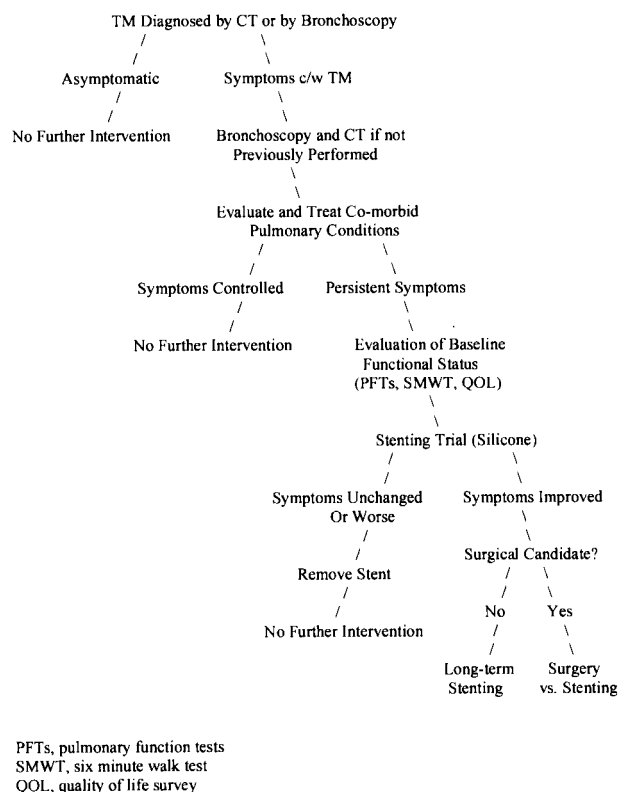 TM Diagnosed by CT or by Bronchoscopy
Asymptomatic
Symptoms c/w TM
No Further Intervention
Bronchoscopy and CT if not
Previously Performed
Evaluate and Treat Co-morbid
Pulmonary Conditions
Symptoms Controlled
Persistent Symptoms
No Further Intervention
Evaluation of Baseline
Functional Status
(PFTs, SMWT, QOL)
Stenting Trial (Silicone)
Symptoms Unchanged
Or Worse
Symptoms Improved
Remove Stent
Surgical Candidate?
No Further Intervention
No
Yes
Long-term
Stenting
Surgery
vs. Stenting
PFTs, pulmonary function tests
SMWT, six minute walk test
QOL, quality of life survey